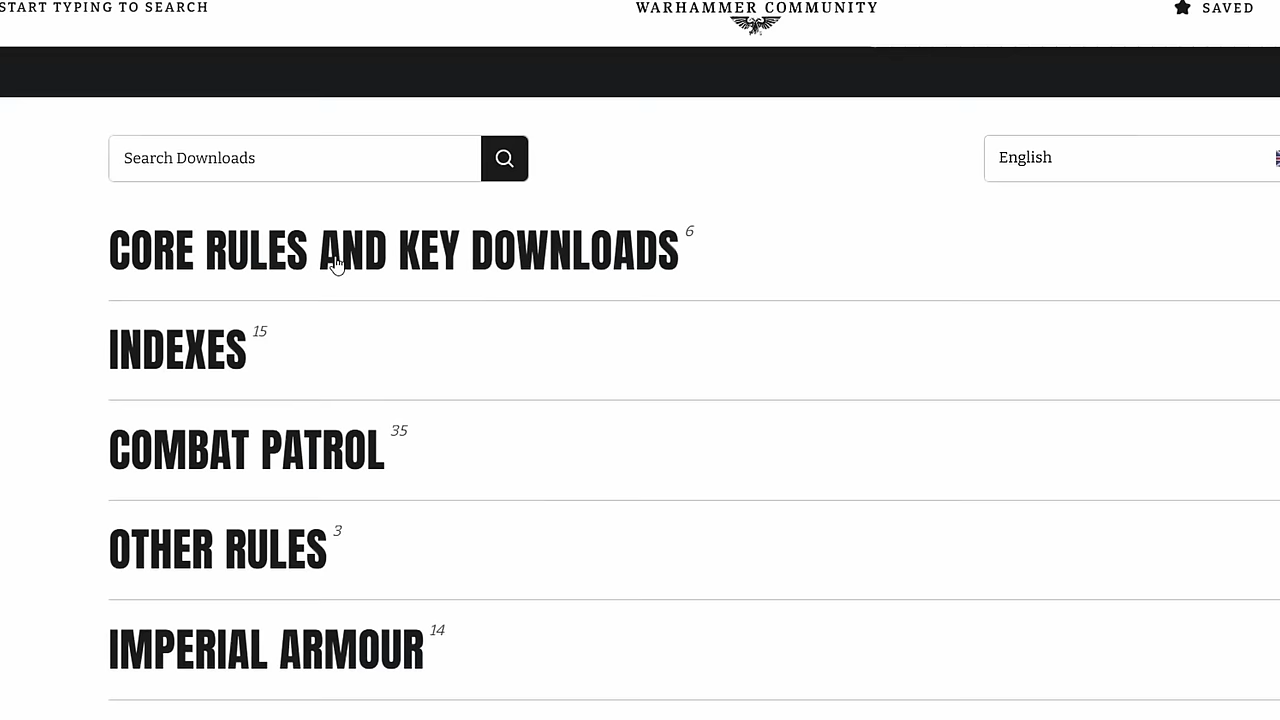 START TYPING TO SEARCH
WARHAMMER COMMUNITY
SAVED
Search Downloads
English
CORE RULES AND KEY DOWNLOADS 6
INDEXES 15
COMBAT PATROL 35
OTHER RULES 3
IMPERIAL ARMOUR 14